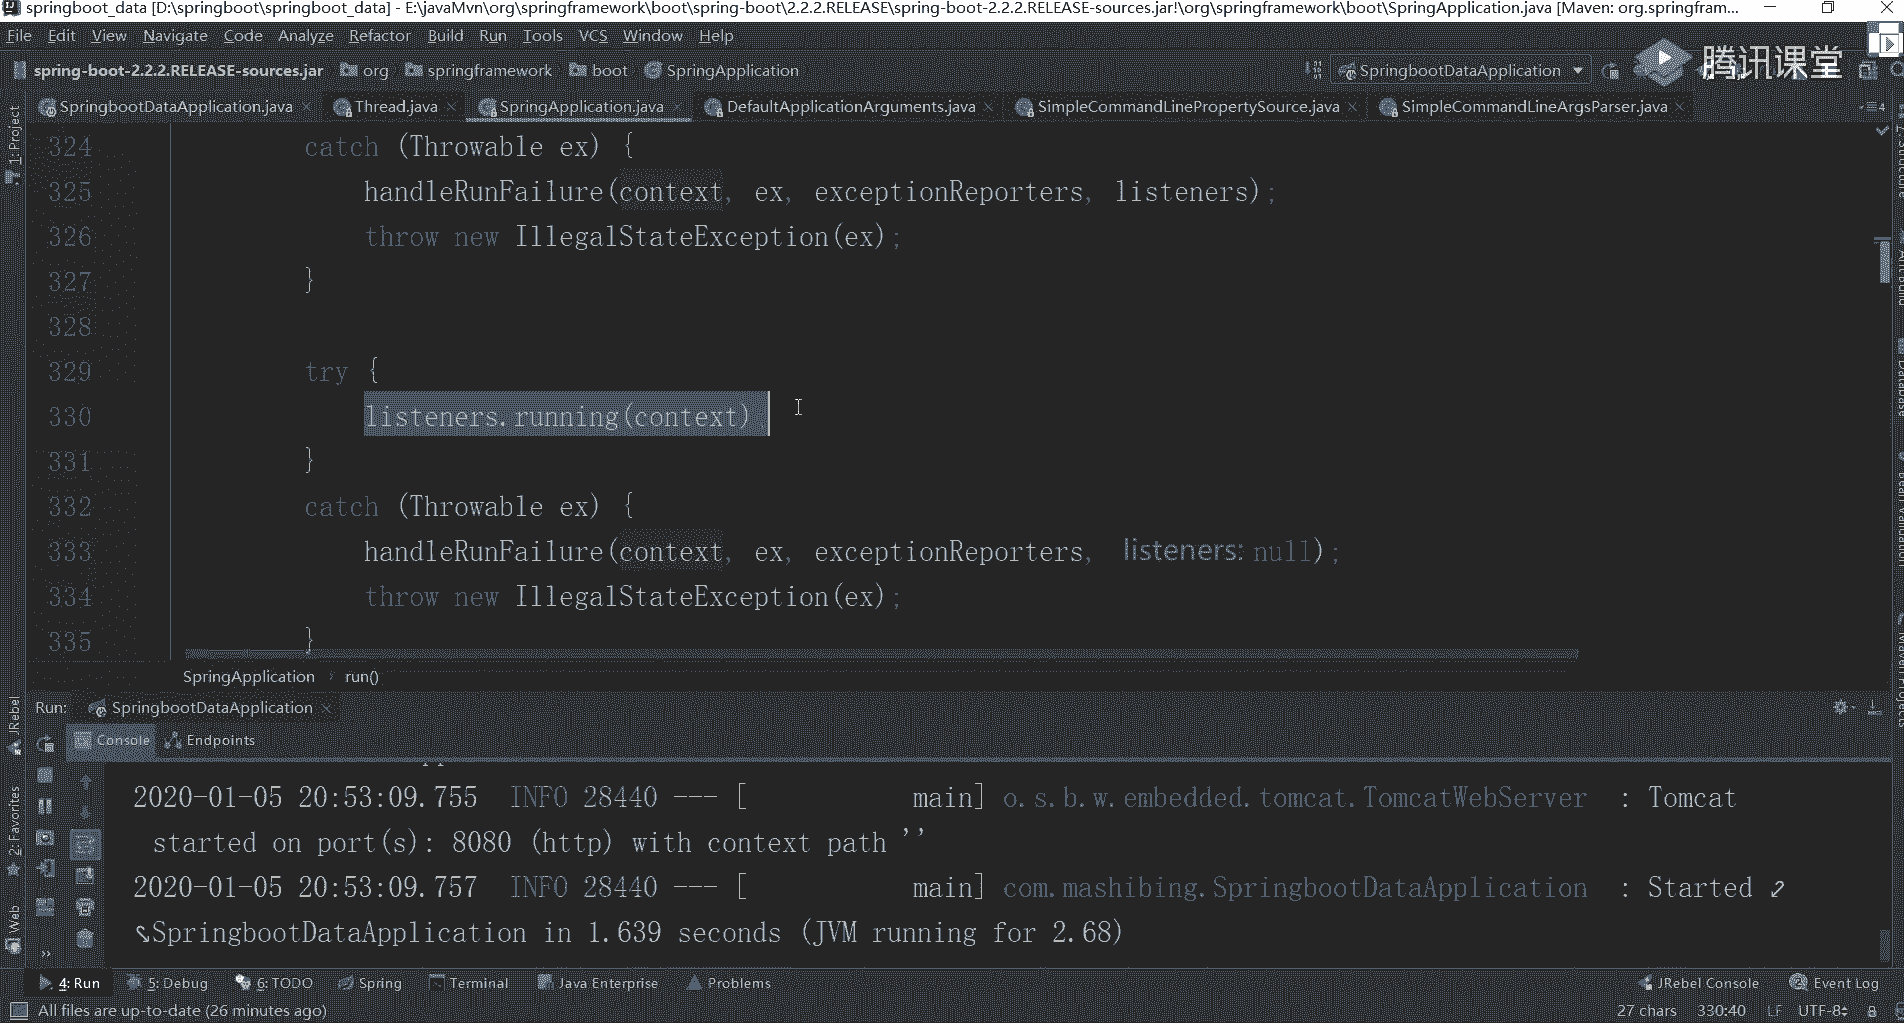 springboot_data [D:\springboot\springboot_data] - E:\javaMvn\org\springframework\boot\spring-boot\2.2.2.RELEASE\spring-boot-2.2.2.RELEASE-sources.jar!\org\springframework\boot\SpringApplication.java [Maven: org.springfram...
File Edit View Navigate Code Analyze Refactor Build Run Tools VCS Window Help
spring-boot-2.2.2.RELEASE-sources.jar org springframework boot SpringApplication SpringbootDataApplication 腾讯课堂
SpringbootDataApplication.java Thread.java SpringApplication.java DefaultApplicationArguments.java SimpleCommandLinePropertySource.java SimpleCommandLineArgsParser.java 4
1: Project
324 catch (Throwable ex) {
325 handleRunFailure(context, ex, exceptionReporters, listeners);
326 throw new IllegalStateException(ex);
327 }
328
329 try {
330 listeners.running(context)
331 }
332 catch (Throwable ex) {
333 handleRunFailure(context, ex, exceptionReporters, listeners: null);
334 throw new IllegalStateException(ex);
335 }
SpringApplication run()
Run: SpringbootDataApplication
JRebel
Console Endpoints
2020-01-05 20:53:09.755 INFO 28440 --- [ main] o.s.b.w.embedded.tomcat.TomcatWebServer : Tomcat
started on port(s): 8080 (http) with context path ''
2020-01-05 20:53:09.757 INFO 28440 --- [ main] com.mashibing.SpringbootDataApplication : Started
SpringbootDataApplication in 1.639 seconds (JVM running for 2.68)
2: Favorites
Web
4: Run 5: Debug 6: TODO Spring Terminal Java Enterprise Problems JRebel Console Event Log
All files are up-to-date (26 minutes ago) 27 chars 330:40 LF UTF-8